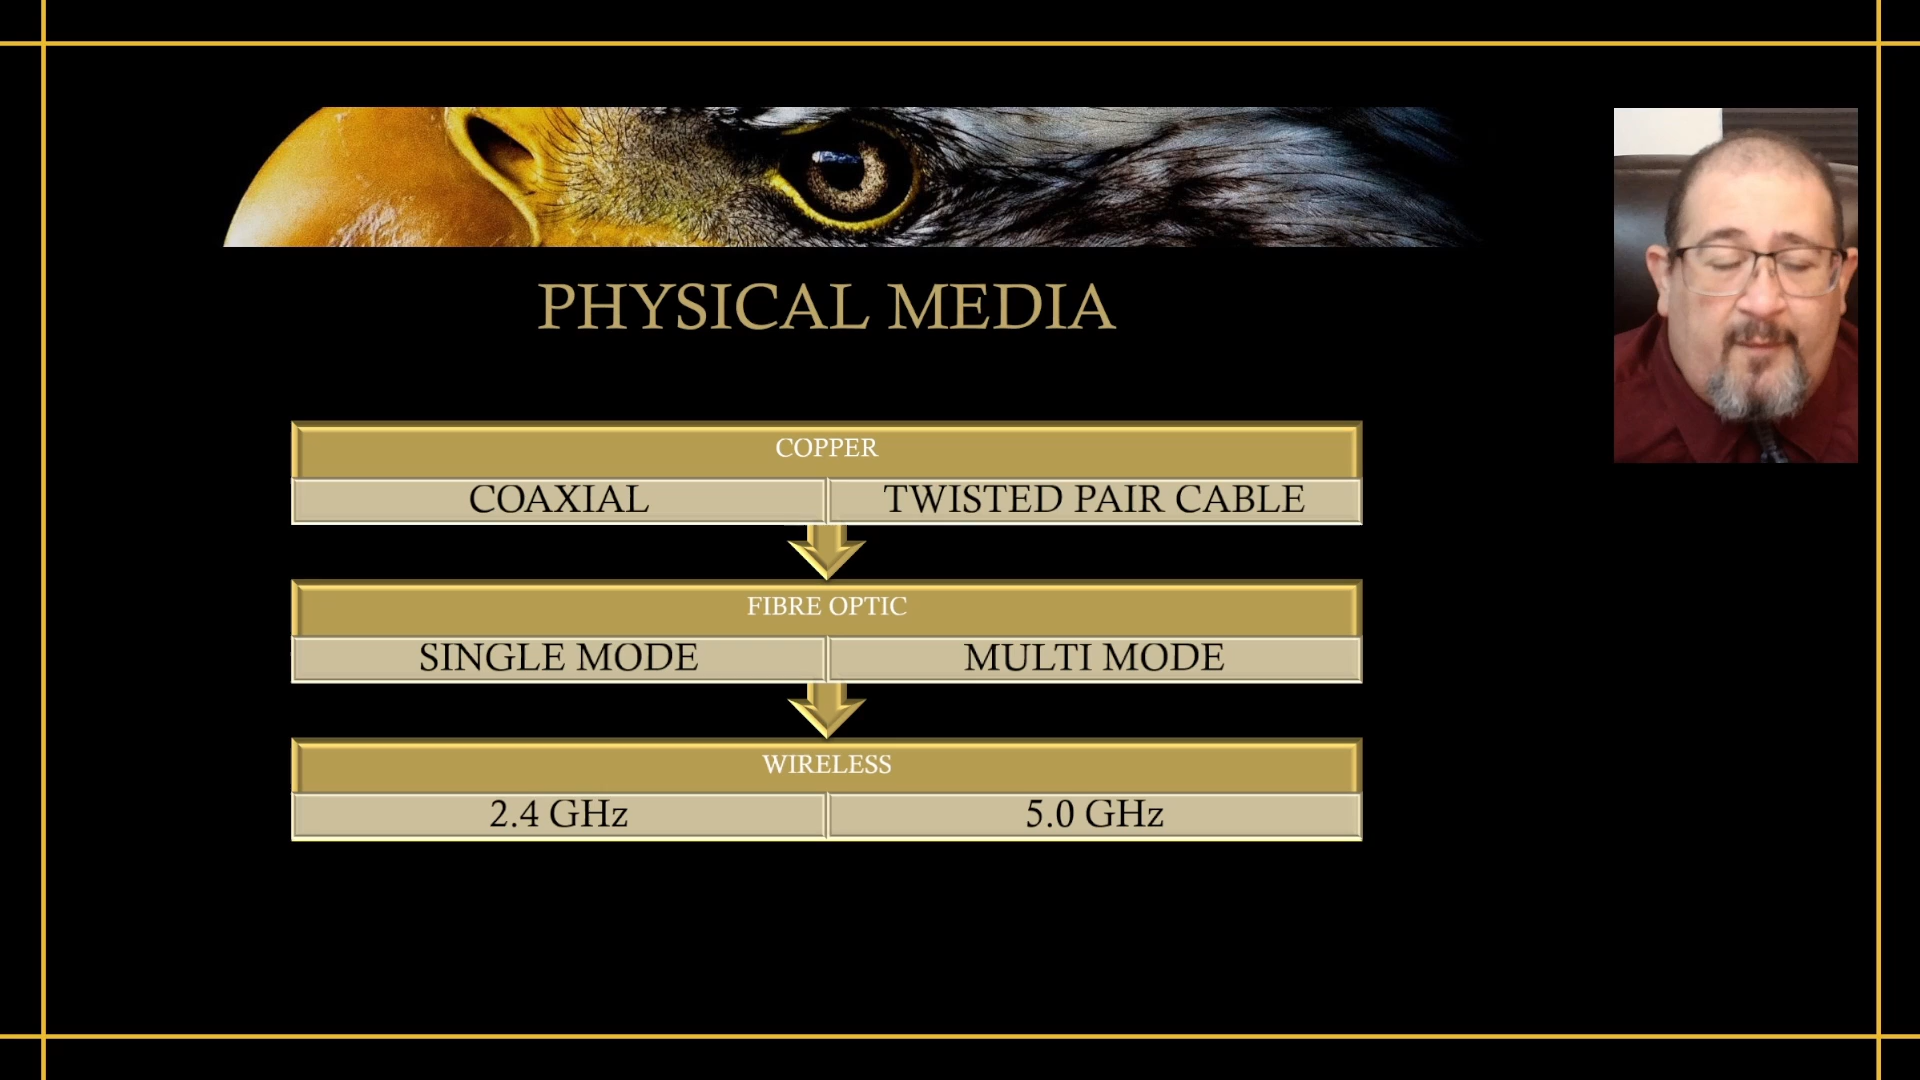 PHYSICAL MEDIA
COPPER
COAXIAL TWISTED PAIR CABLE
FIBRE OPTIC
SINGLE MODE MULTI MODE
WIRELESS
2.4 GHz 5.0 GHz